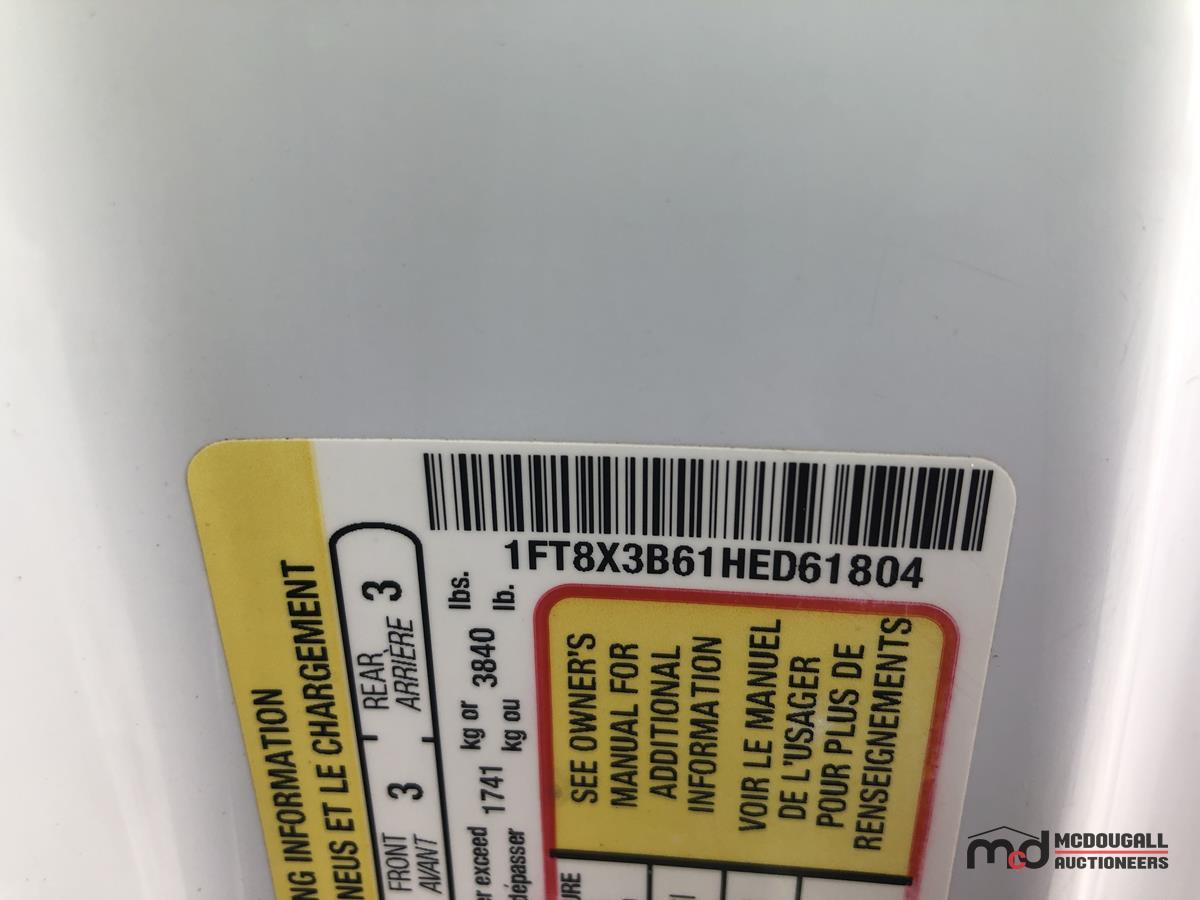 NG INFORMATION
NEUS ET LE CHARGEMENT
FRONT 3 REAR 3
AVANT ARRIÈRE
exceed 1741 kg or 3840 lbs.
dépasser kg ou lb.
1FT8X3B61HED61804
SEE OWNER'S
MANUAL FOR
ADDITIONAL
INFORMATION
VOIR LE MANUEL
DE L'USAGER
POUR PLUS DE
RENSEIGNEMENTS
mcd MCDOUGALL
AUCTIONEERS